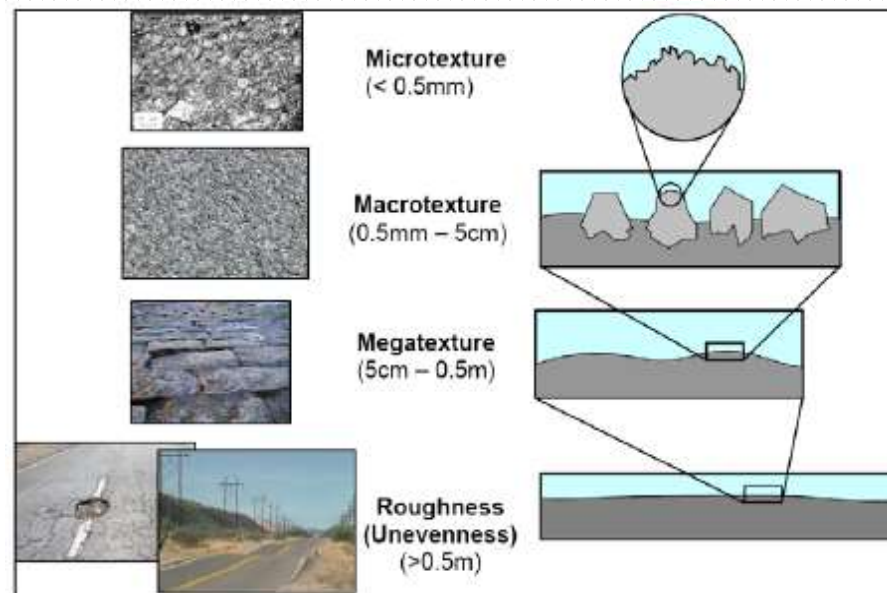 Microtexture
(< 0.5mm)
Macrotexture
(0.5mm – 5cm)
Megatexture
(5cm – 0.5m)
Roughness
(Unevenness)
(>0.5m)